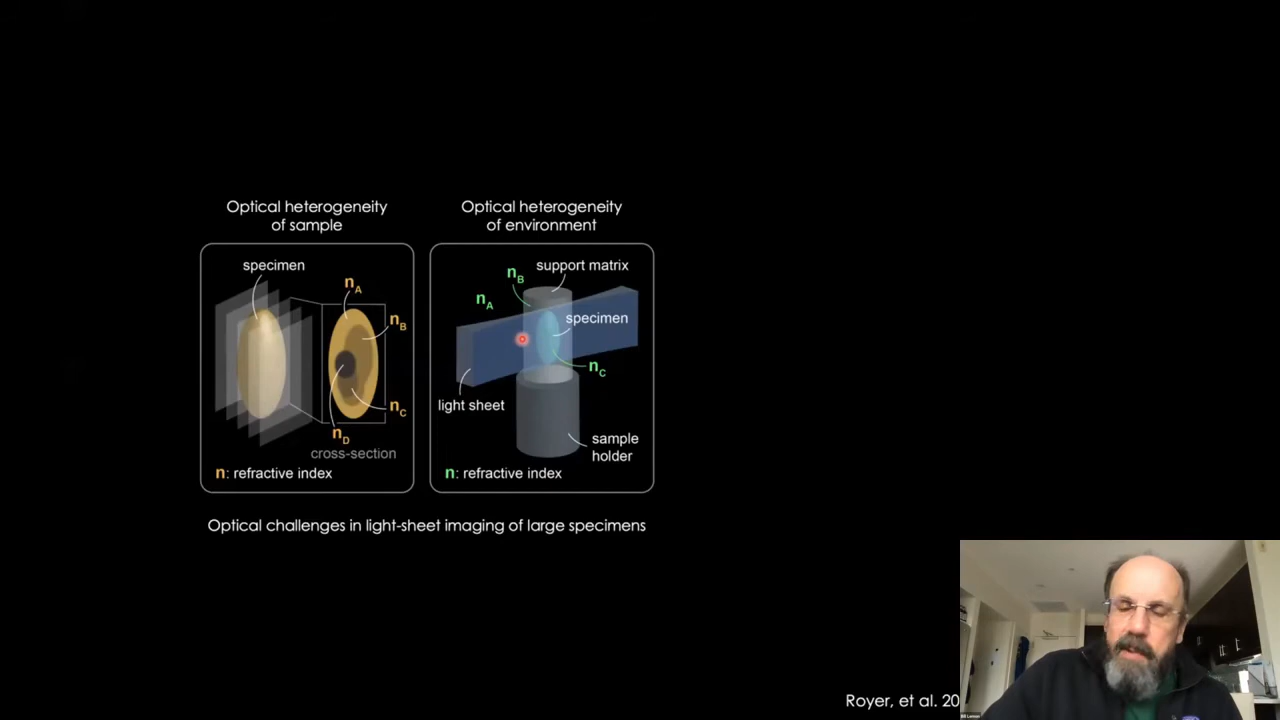 Optical heterogeneity
of sample
specimen
nA
nB
nC
nD
cross-section
n: refractive index
Optical heterogeneity
of environment
nB
support matrix
nA
specimen
nC
light sheet
sample
holder
n: refractive index
Optical challenges in light-sheet imaging of large specimens
Royer, et al. 20